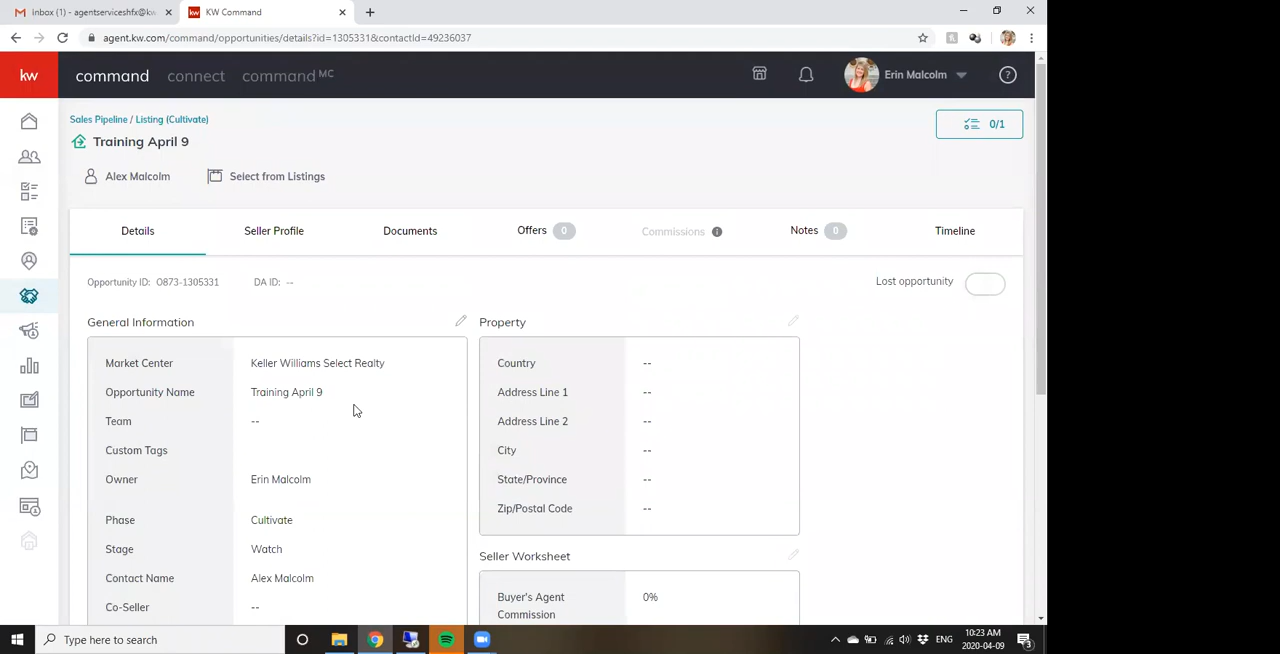 Inbox (1) - agentserviceshfx@kw
KW Command
agent.kw.com/command/opportunities/details?id=1305331&contactId=49236037
kw
command connect command MC
Erin Malcolm
?
Sales Pipeline / Listing (Cultivate)
0/1
Training April 9
Alex Malcolm
Select from Listings
Details
Seller Profile
Documents
Offers 0
Commissions i
Notes 0
Timeline
Opportunity ID: O873-1305331
DA ID: --
Lost opportunity
General Information
Market Center Keller Williams Select Realty
Opportunity Name Training April 9
Team --
Custom Tags
Owner Erin Malcolm
Phase Cultivate
Stage Watch
Contact Name Alex Malcolm
Co-Seller --
Property
Country --
Address Line 1 --
Address Line 2 --
City --
State/Province --
Zip/Postal Code --
Seller Worksheet
Buyer's Agent 0%
Commission
Type here to search
ENG
10:23 AM
2020-04-09
3